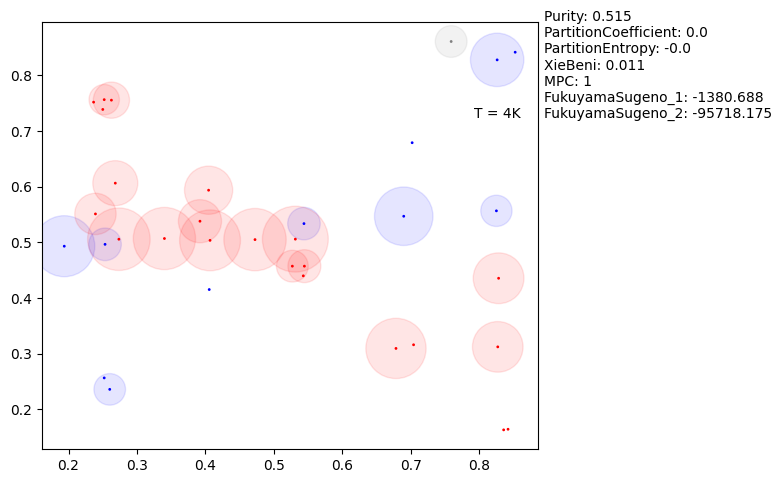 Purity: 0.515
PartitionCoefficient: 0.0
PartitionEntropy: -0.0
XieBeni: 0.011
MPC: 1
FukuyamaSugeno_1: -1380.688
FukuyamaSugeno_2: -95718.175
T = 4K
0.8
0.7
0.6
0.5
0.4
0.3
0.2
0.2 0.3 0.4 0.5 0.6 0.7 0.8